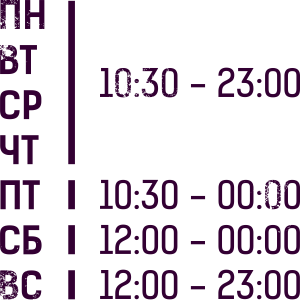 ПН
ВТ
СР
ЧТ
10:30 – 23:00
ПТ 10:30 – 00:00
СБ 12:00 – 00:00
ВС 12:00 – 23:00